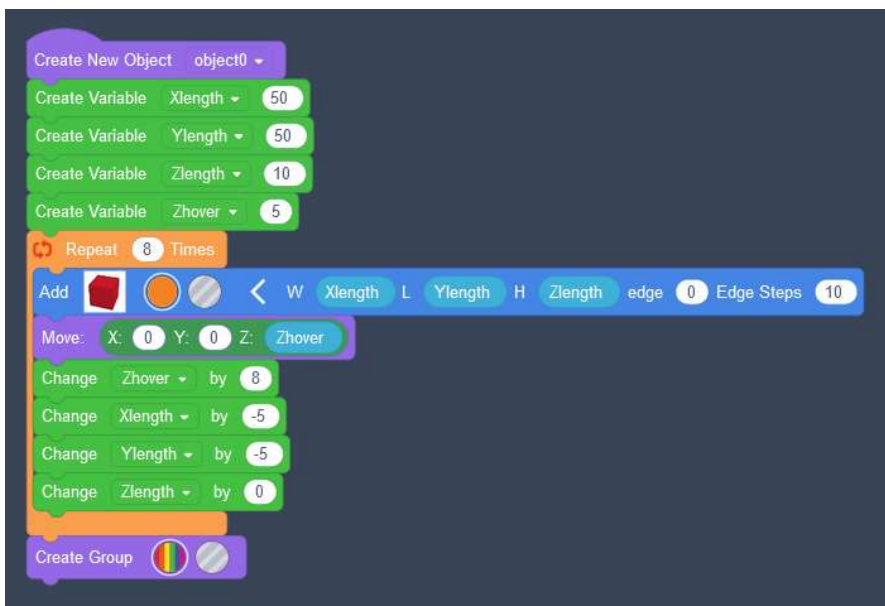 Create New Object object0
Create Variable Xlength 50
Create Variable Ylength 50
Create Variable Zlength 10
Create Variable Zhover 5
Repeat 8 Times
Add W Xlength L Ylength H Zlength edge 0 Edge Steps 10
Move: X: 0 Y: 0 Z: Zhover
Change Zhover by 8
Change Xlength by -5
Change Ylength by -5
Change Zlength by 0
Create Group